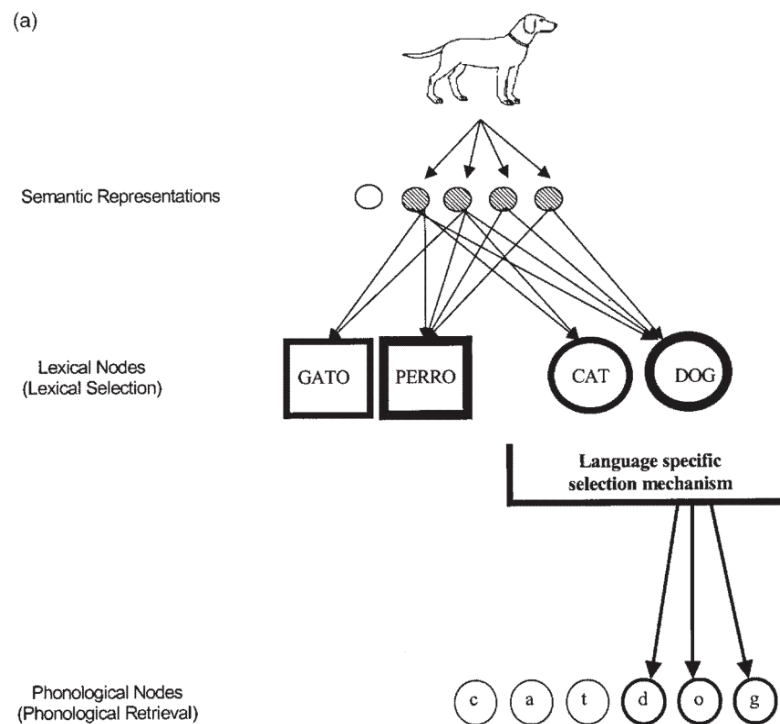 (a)
Semantic Representations
Lexical Nodes
(Lexical Selection)
GATO PERRO CAT DOG
Language specific
selection mechanism
Phonological Nodes
(Phonological Retrieval)
c a t d o g